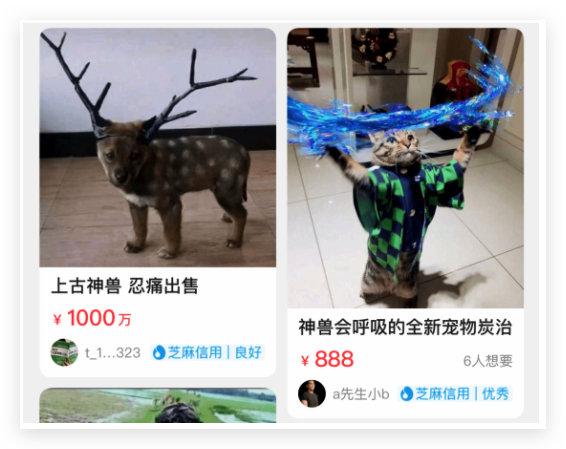 上古神兽 忍痛出售
¥ 1000万
t_1...323 芝麻信用 | 良好
神兽会呼吸的全新宠物炭治
¥ 888 6人想要
a先生小b 芝麻信用 | 优秀